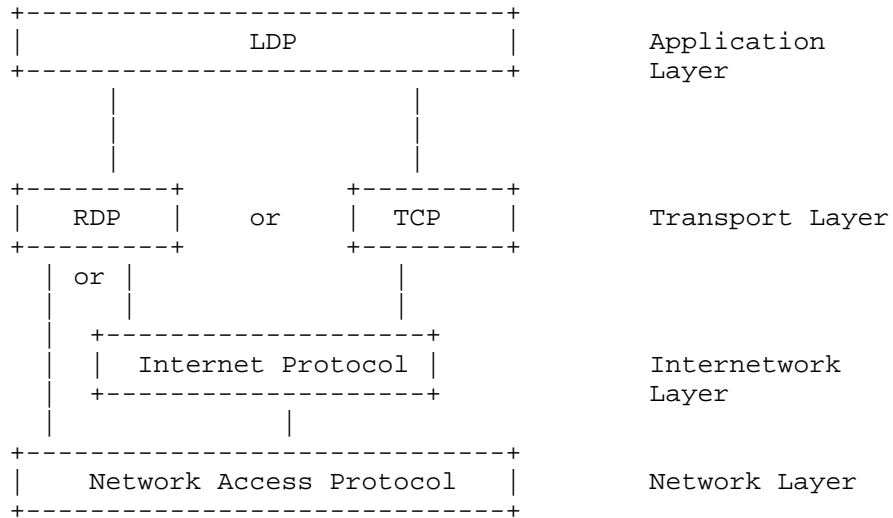 LDP Application
Layer
RDP or TCP Transport Layer
or
Internet Protocol Internetwork
Layer
Network Access Protocol Network Layer